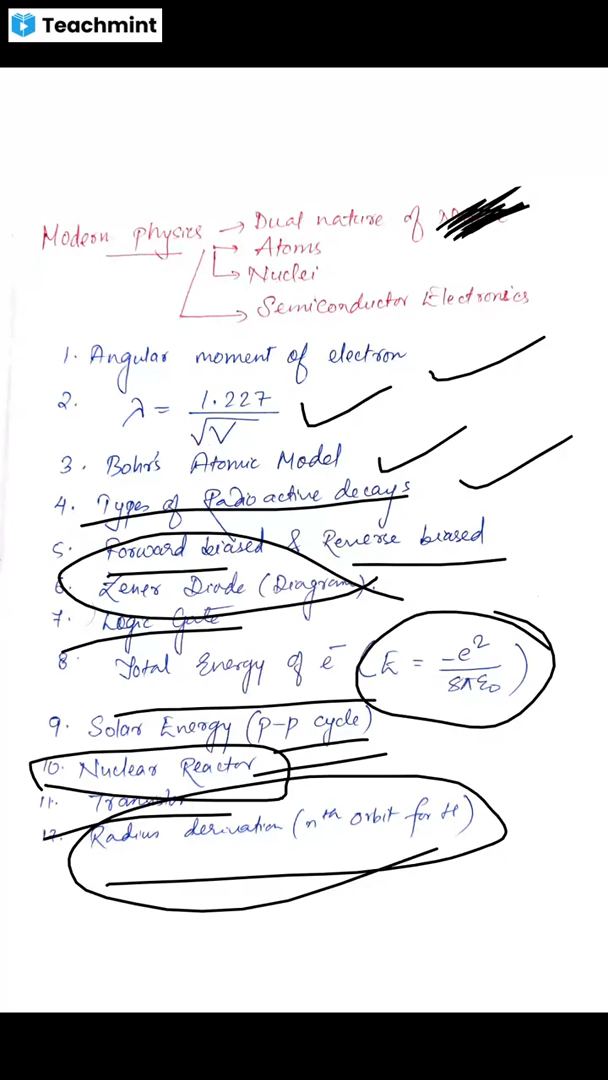 Teachmint
Modern physics → Dual nature of
→ Atoms
→ Nuclei
→ Semiconductor Electronics
1. Angular moment of electron
2. λ = 1.227 / √V
3. Bohr's Atomic Model
4. Types of Radioactive decays
5. Forward biased & Reverse biased
6. Zener Diode (Diagram).
7. Logic Gate
8. Total Energy of e⁻ (E = -e² / 8πε₀)
9. Solar Energy (p-p cycle)
10. Nuclear Reactor
11.
12. Radius derivation (nth orbit for H)